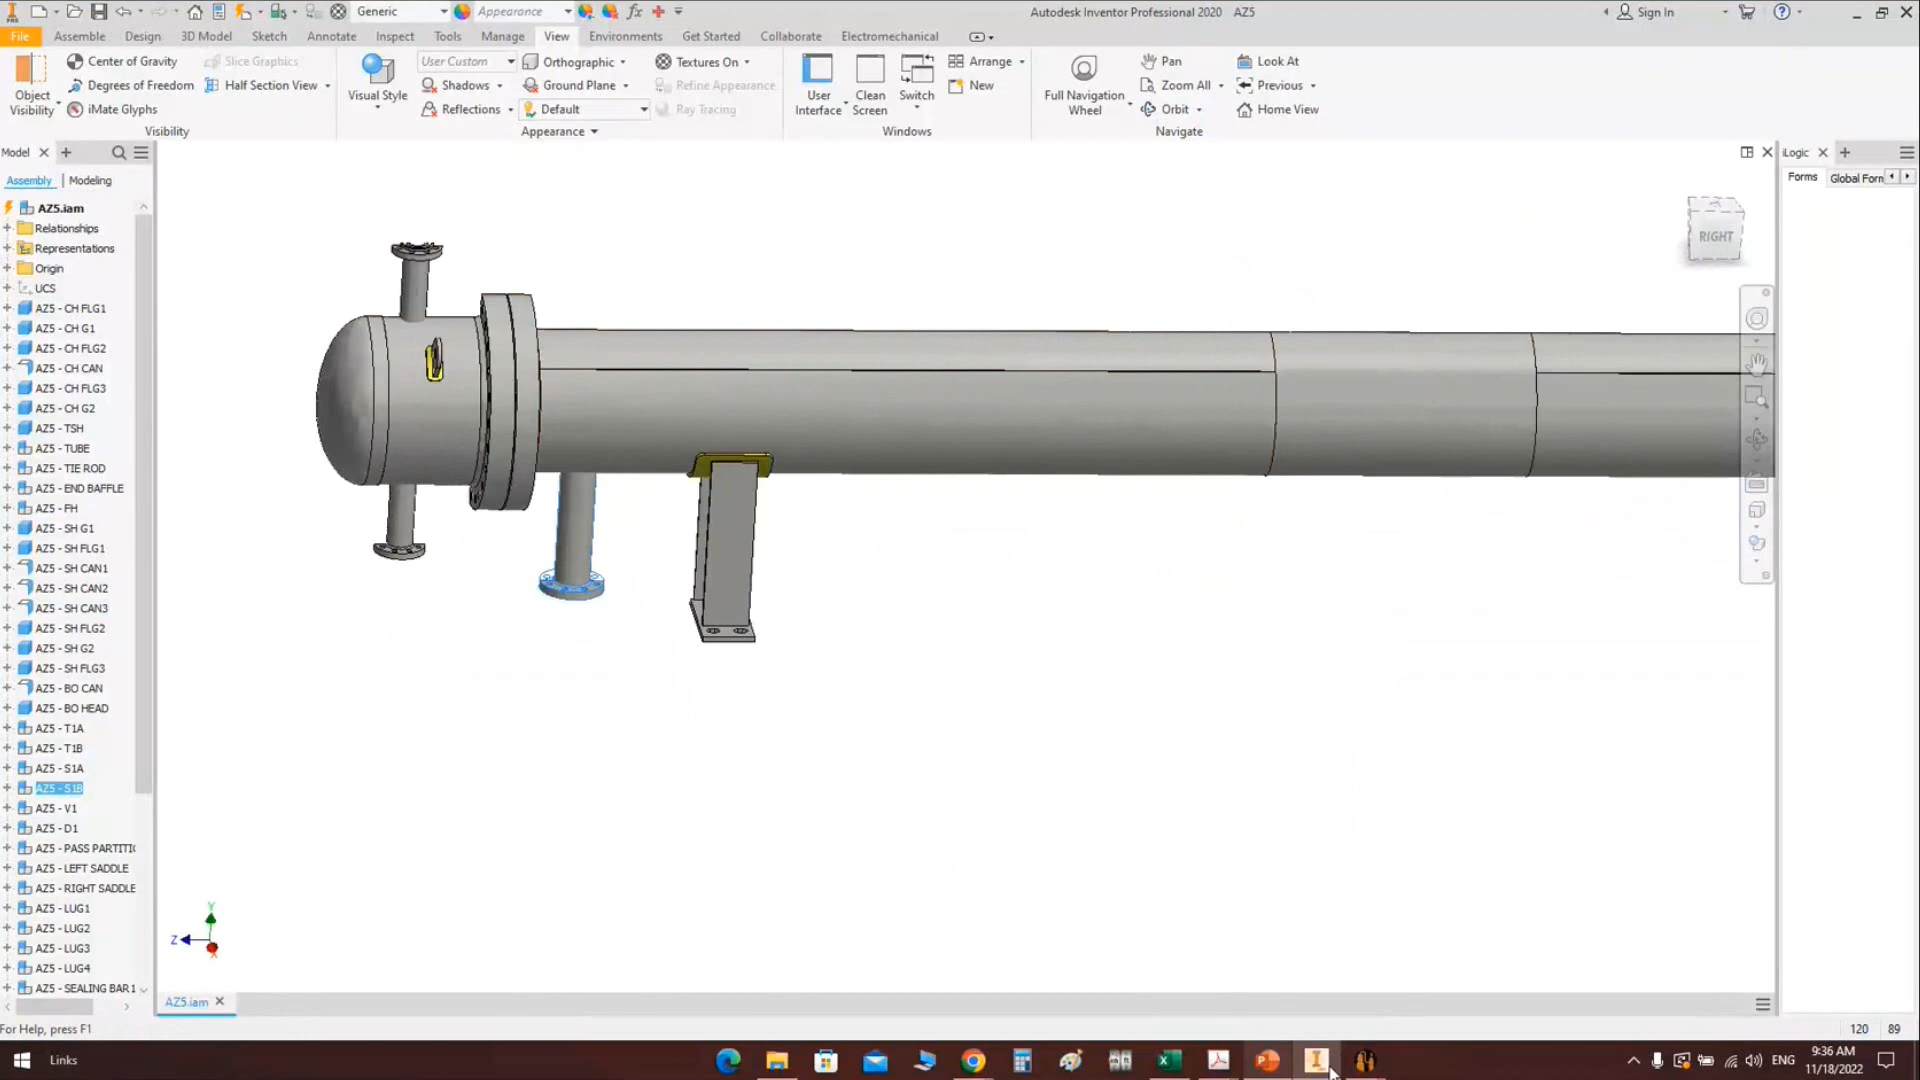 Generic
Appearance
Autodesk Inventor Professional 2020 AZ5
Sign In
File Assemble Design 3D Model Sketch Annotate Inspect Tools Manage View Environments Get Started Collaborate Electromechanical
Object Visibility
Center of Gravity
Degrees of Freedom
iMate Glyphs
Slice Graphics
Half Section View
Visibility
Visual Style
User Custom
Shadows
Reflections
Orthographic
Ground Plane
Default
Textures On
Refine Appearance
Ray Tracing
Appearance
User Interface
Clean Screen
Switch
Arrange
New
Windows
Full Navigation Wheel
Pan
Zoom All
Orbit
Look At
Previous
Home View
Navigate
Model
Assembly | Modeling
AZ5.iam
Relationships
Representations
Origin
UCS
AZ5 - CH FLG1
AZ5 - CH G1
AZ5 - CH FLG2
AZ5 - CH CAN
AZ5 - CH FLG3
AZ5 - CH G2
AZ5 - TSH
AZ5 - TUBE
AZ5 - TIE ROD
AZ5 - END BAFFLE
AZ5 - FH
AZ5 - SH G1
AZ5 - SH FLG1
AZ5 - SH CAN1
AZ5 - SH CAN2
AZ5 - SH CAN3
AZ5 - SH FLG2
AZ5 - SH G2
AZ5 - SH FLG3
AZ5 - BO CAN
AZ5 - BO HEAD
AZ5 - T1A
AZ5 - T1B
AZ5 - S1A
AZ5 - S1B
AZ5 - V1
AZ5 - D1
AZ5 - PASS PARTITI
AZ5 - LEFT SADDLE
AZ5 - RIGHT SADDLE
AZ5 - LUG1
AZ5 - LUG2
AZ5 - LUG3
AZ5 - LUG4
AZ5 - SEALING BAR1
RIGHT
iLogic
Forms
Global Forn
Y
Z
X
AZ5.iam
For Help, press F1
120 89
Links
ENG
9:36 AM
11/18/2022